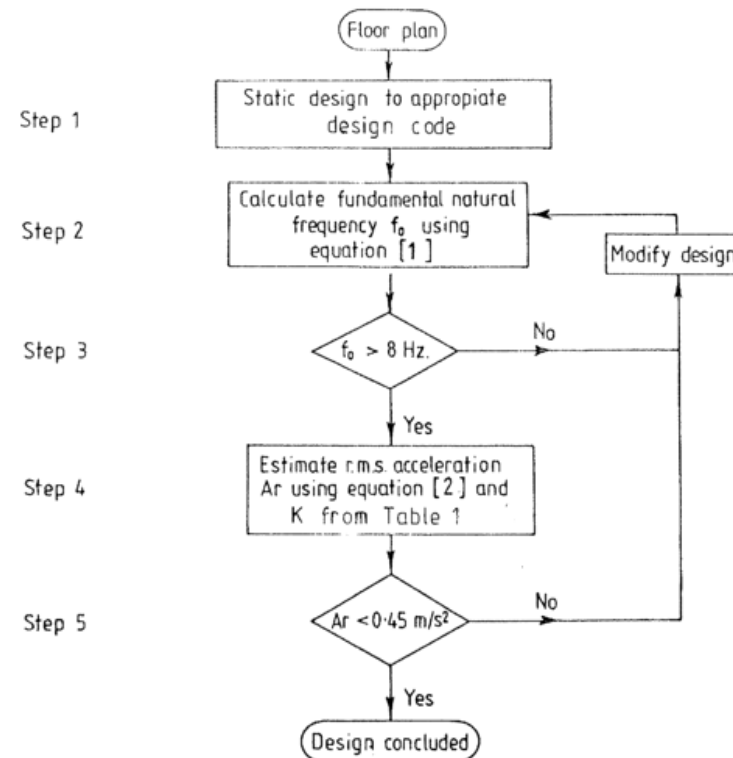 Floor plan
Step 1
Static design to appropiate
design code
Step 2
Calculate fundamental natural
frequency f₀ using
equation [1]
Modify design
Step 3
f₀ > 8 Hz.
No
Yes
Step 4
Estimate r.m.s. acceleration
Ar using equation [2] and
K from Table 1
Step 5
Ar < 0·45 m/s²
No
Yes
Design concluded